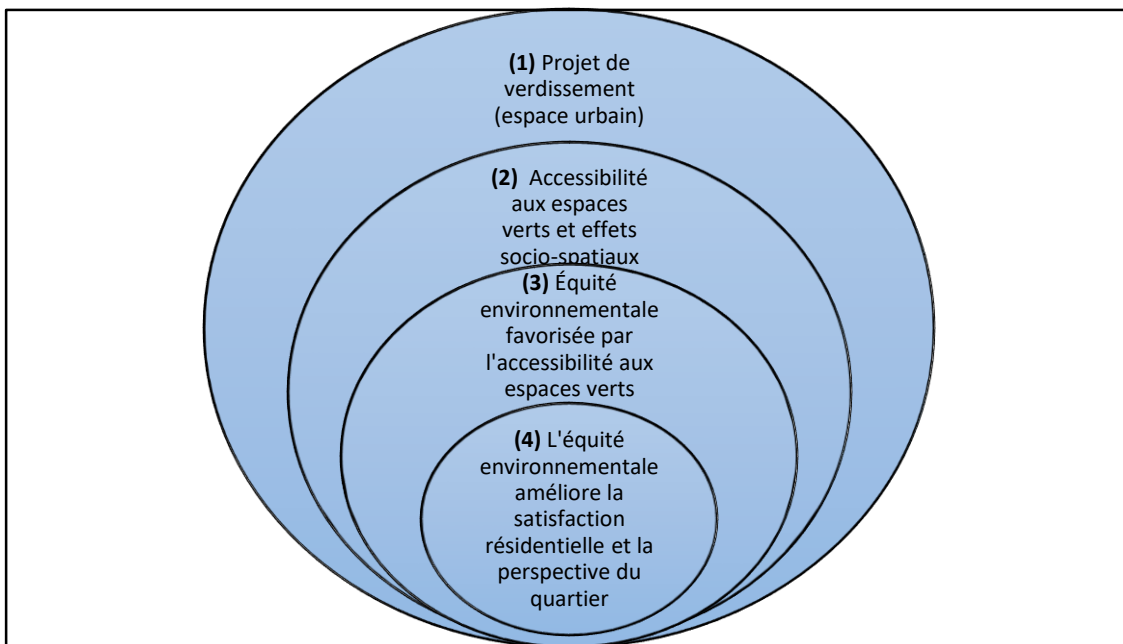 (1) Projet de
verdissement
(espace urbain)
(2) Accessibilité
aux espaces
verts et effets
socio-spatiaux
(3) Équité
environnementale
favorisée par
l'accessibilité aux
espaces verts
(4) L'équité
environnementale
améliore la
satisfaction
résidentielle et la
perspective du
quartier